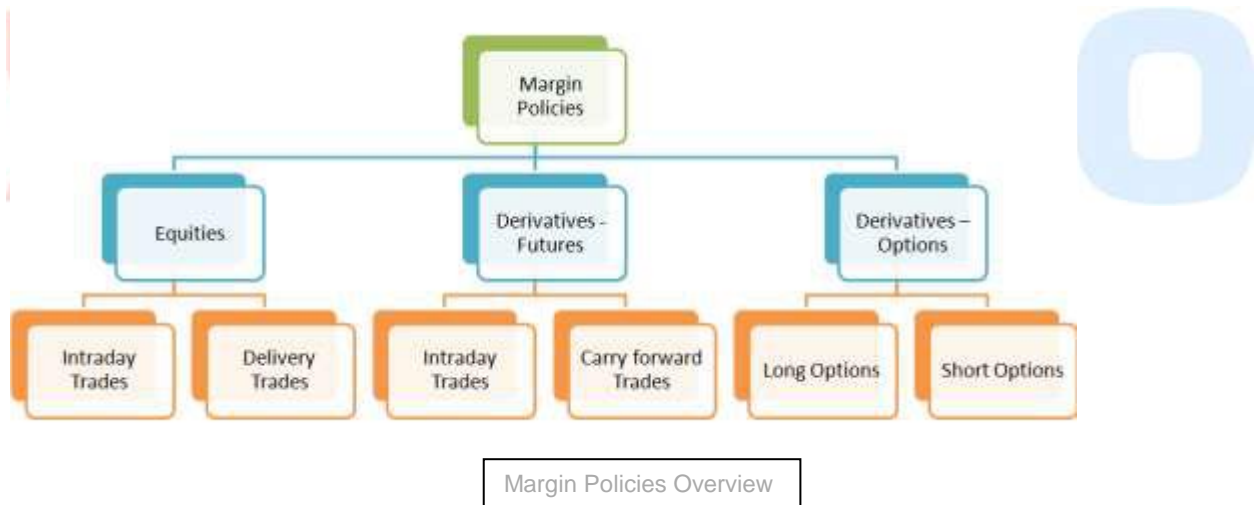 Margin
Policies
Equities
Derivatives -
Futures
Derivatives –
Options
Intraday
Trades
Delivery
Trades
Intraday
Trades
Carry forward
Trades
Long Options
Short Options
Margin Policies Overview